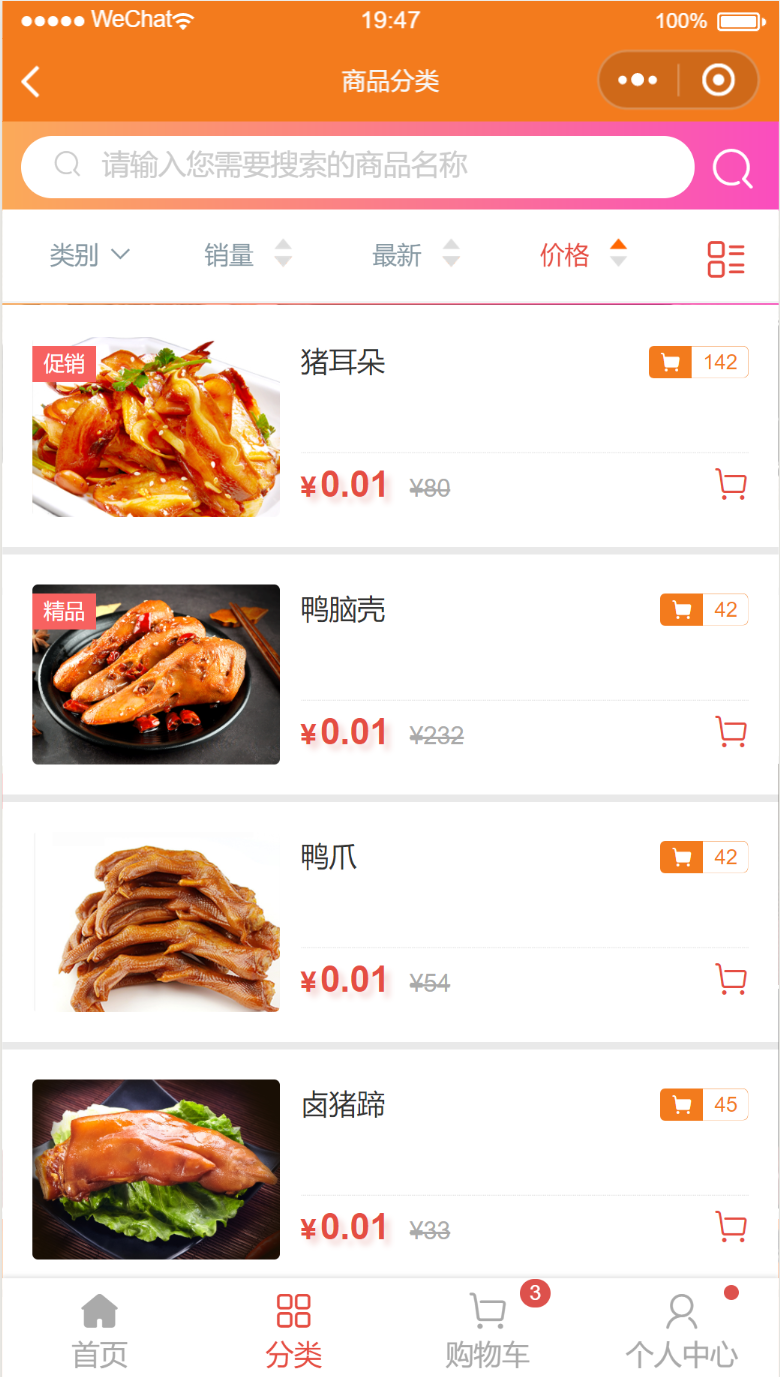 WeChat 19:47 100%
商品分类
请输入您需要搜索的商品名称
类别 销量 最新 价格
促销 猪耳朵 142
¥0.01 ¥80
精品 鸭脑壳 42
¥0.01 ¥232
鸭爪 42
¥0.01 ¥54
卤猪蹄 45
¥0.01 ¥33
3
首页 分类 购物车 个人中心